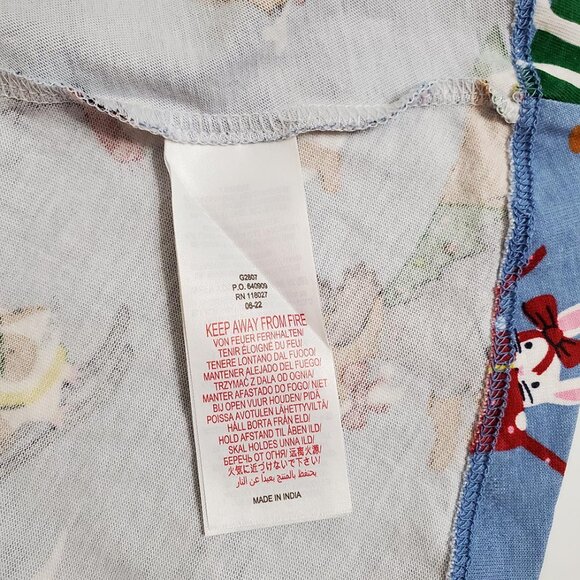 G2807
P.O. 640909
RN 118027
06-22
KEEP AWAY FROM FIRE
VON FEUER FERNHALTEN/
TENIR ÉLOIGNÉ DU FEU/
TENERE LONTANO DAL FUOCO/
MANTENER ALEJADO DEL FUEGO/
TRZYMAĆ Z DALA OD OGNIA/
MANTER AFASTADO DO FOGO/ NIET
BIJ OPEN VUUR HOUDEN/ PIDÄ
POISSA AVOTULEN LÄHETTYVILTÄ/
HÅLL BORTA FRÅN ELD/
HOLD AFSTAND TIL ÅBEN ILD/
SKAL HOLDES UNNA ILD/
БЕРЕЧЬ ОТ ОГНЯ/ 远离火源/
火気に近づけないで下さい/
يحتفظ بالمنتج بعيداً عن النار
MADE IN INDIA